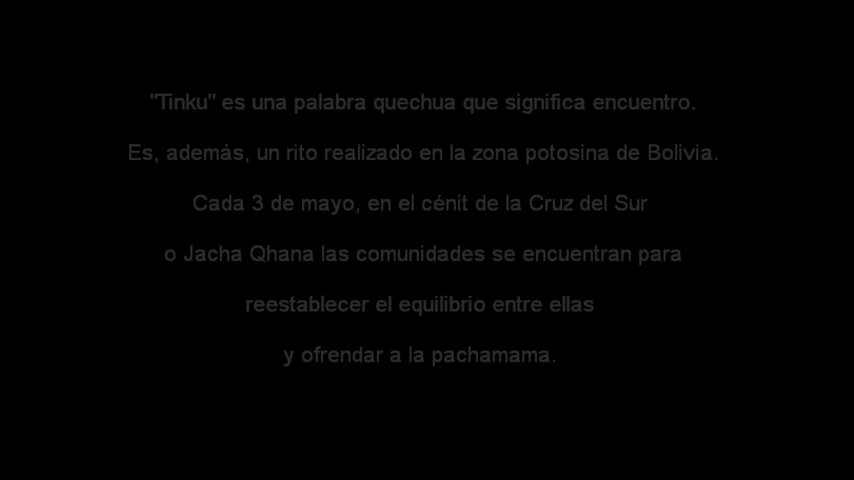 "Tinku" es una palabra quechua que significa encuentro.
Es, además, un rito realizado en la zona potosina de Bolivia.
Cada 3 de mayo, en el cénit de la Cruz del Sur
o Jacha Qhana las comunidades se encuentran para
reestablecer el equilibrio entre ellas
y ofrendar a la pachamama.